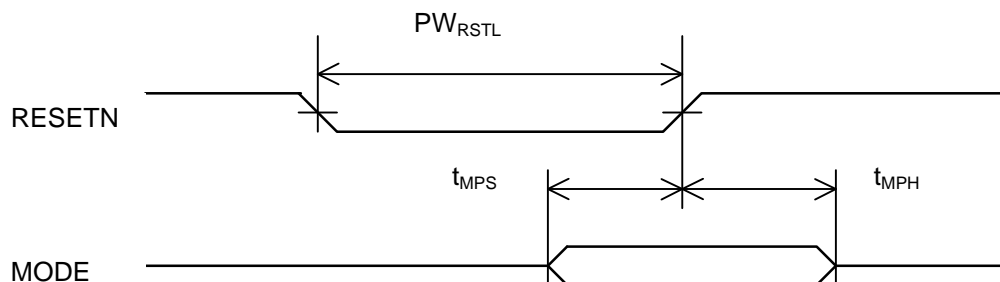 PWRSTL
RESETN
tMPS
tMPH
MODE